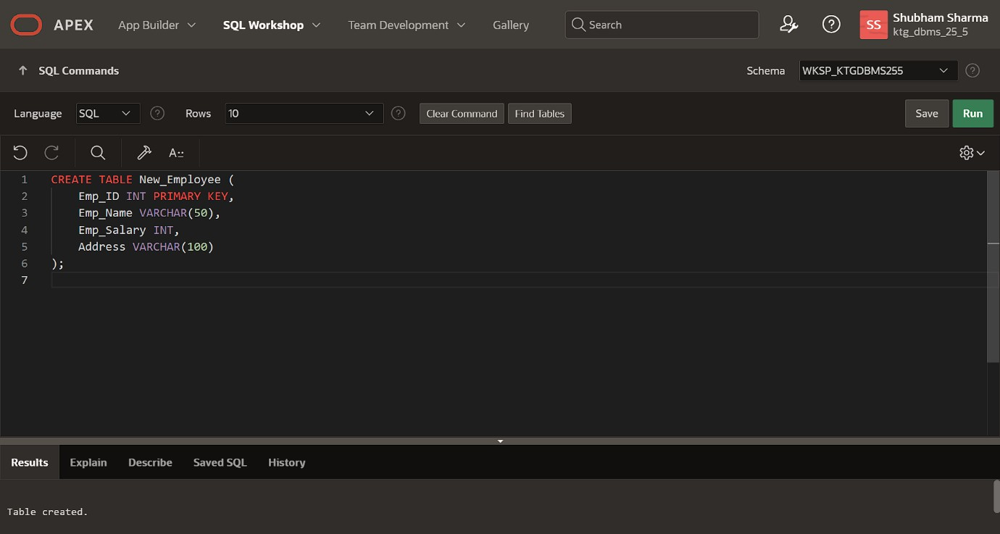 APEX App Builder SQL Workshop Team Development Gallery Search SS Shubham Sharma
ktg_dbms_25_5
SQL Commands Schema WKSP_KTGDBMS255 ?
Language SQL ? Rows 10 ? Clear Command Find Tables Save Run
A
1 CREATE TABLE New_Employee (
2 Emp_ID INT PRIMARY KEY,
3 Emp_Name VARCHAR(50),
4 Emp_Salary INT,
5 Address VARCHAR(100)
6 );
7
Results Explain Describe Saved SQL History
Table created.